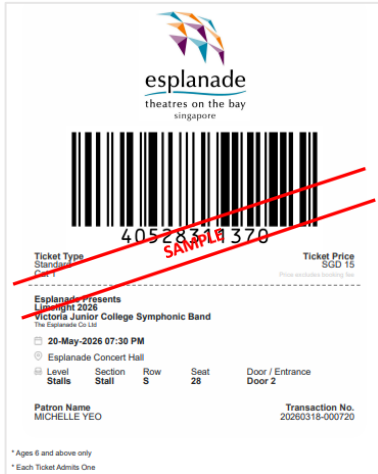 esplanade
theatres on the bay
singapore
SAMPLE
Ticket Type Ticket Price
Standard SGD 15
Cat 1 Price excludes booking fee
Esplanade Presents
Limelight 2026
Victoria Junior College Symphonic Band
The Esplanade Co Ltd
20-May-2026 07:30 PM
Esplanade Concert Hall
Level Section Row Seat Door / Entrance
Stalls Stall S 28 Door 2
Patron Name Transaction No.
MICHELLE YEO 20260318-000720
* Ages 6 and above only
* Each Ticket Admits One